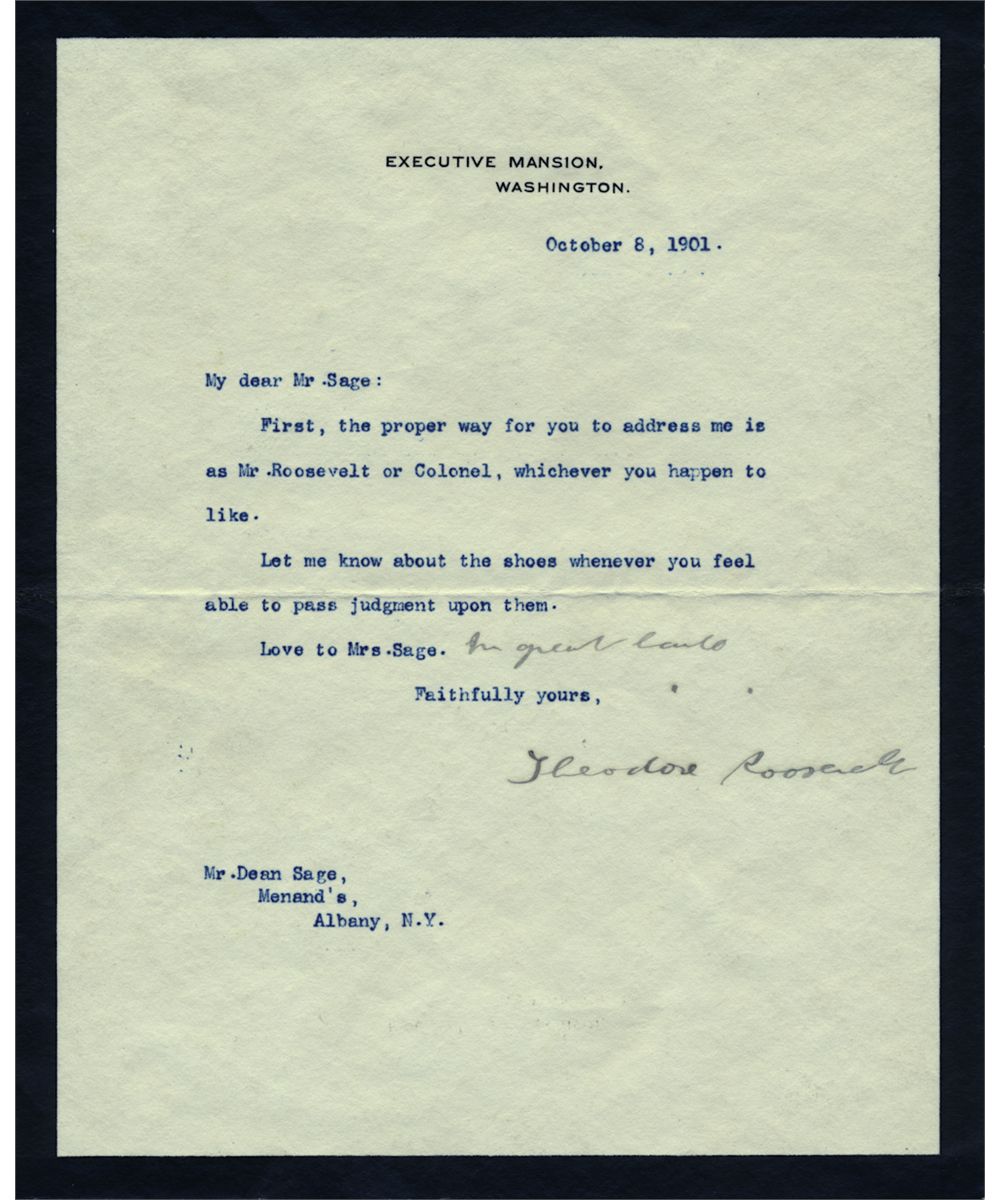 EXECUTIVE MANSION,
WASHINGTON.
October 8, 1901.
My dear Mr.Sage:
First, the proper way for you to address me is
as Mr.Roosevelt or Colonel, whichever you happen to
like.
Let me know about the shoes whenever you feel
able to pass judgment upon them.
Love to Mrs.Sage. In great haste
Faithfully yours,
Theodore Roosevelt
Mr.Dean Sage,
Menand's,
Albany, N.Y.